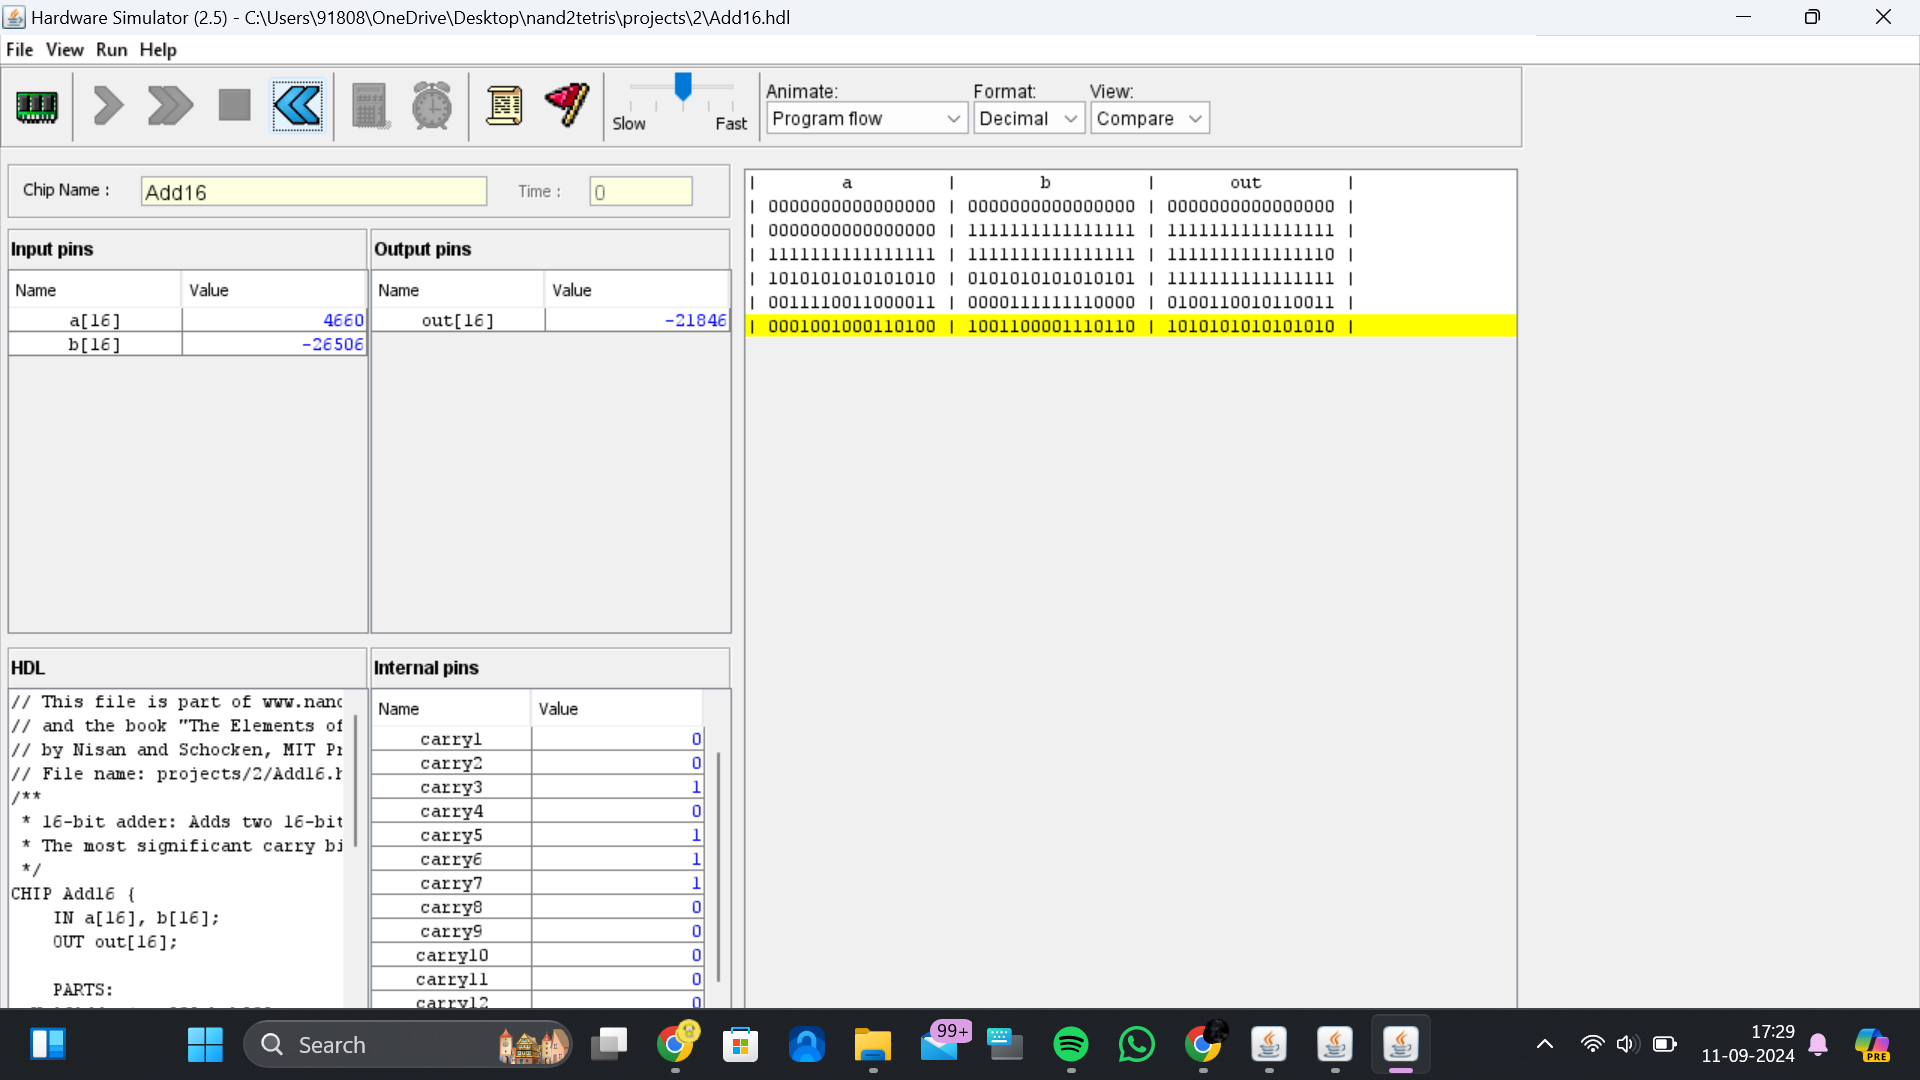 Hardware Simulator (2.5) - C:\Users\91808\OneDrive\Desktop\nand2tetris\projects\2\Add16.hdl
File View Run Help
Slow Fast
Animate: Format: View:
Program flow Decimal Compare
Chip Name : Add16 Time : 0
Input pins
Name Value
a[16] 4660
b[16] -26506
Output pins
Name Value
out[16] -21846
| a | b | out |
| 0000000000000000 | 0000000000000000 | 0000000000000000 |
| 0000000000000000 | 1111111111111111 | 1111111111111111 |
| 1111111111111111 | 1111111111111111 | 1111111111111110 |
| 1010101010101010 | 0101010101010101 | 1111111111111111 |
| 0011110011000011 | 0000111111110000 | 0100110010110011 |
| 0001001000110100 | 1001100001110110 | 1010101010101010 |
HDL
// This file is part of www.nanc
// and the book "The Elements of
// by Nisan and Schocken, MIT Pr
// File name: projects/2/Add16.h
/**
* 16-bit adder: Adds two 16-bit
* The most significant carry bi
*/
CHIP Add16 {
IN a[16], b[16];
OUT out[16];
PARTS:
Internal pins
Name Value
carry1 0
carry2 0
carry3 1
carry4 0
carry5 1
carry6 1
carry7 1
carry8 0
carry9 0
carry10 0
carry11 0
carry12 0
Search
99+
17:29
11-09-2024
PRE